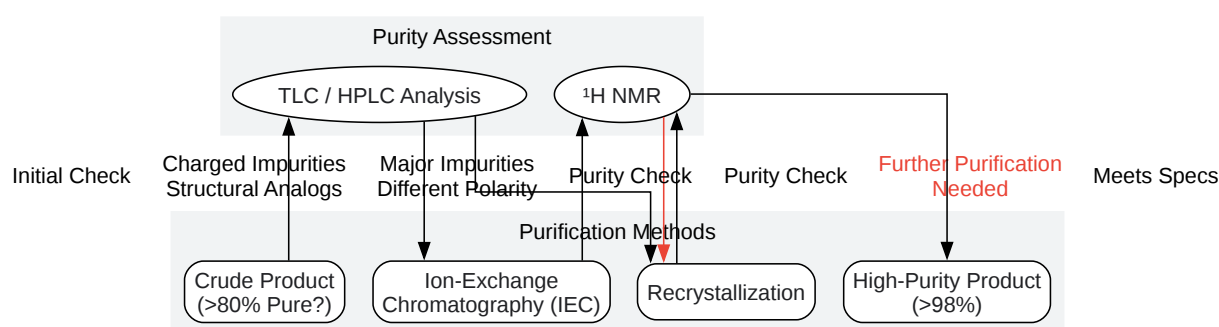 Purity Assessment
TLC / HPLC Analysis
¹H NMR
Initial Check
Charged Impurities
Structural Analogs
Major Impurities
Different Polarity
Purity Check
Purity Check
Further Purification
Needed
Meets Specs
Purification Methods
Crude Product
(>80% Pure?)
Ion-Exchange
Chromatography (IEC)
Recrystallization
High-Purity Product
(>98%)